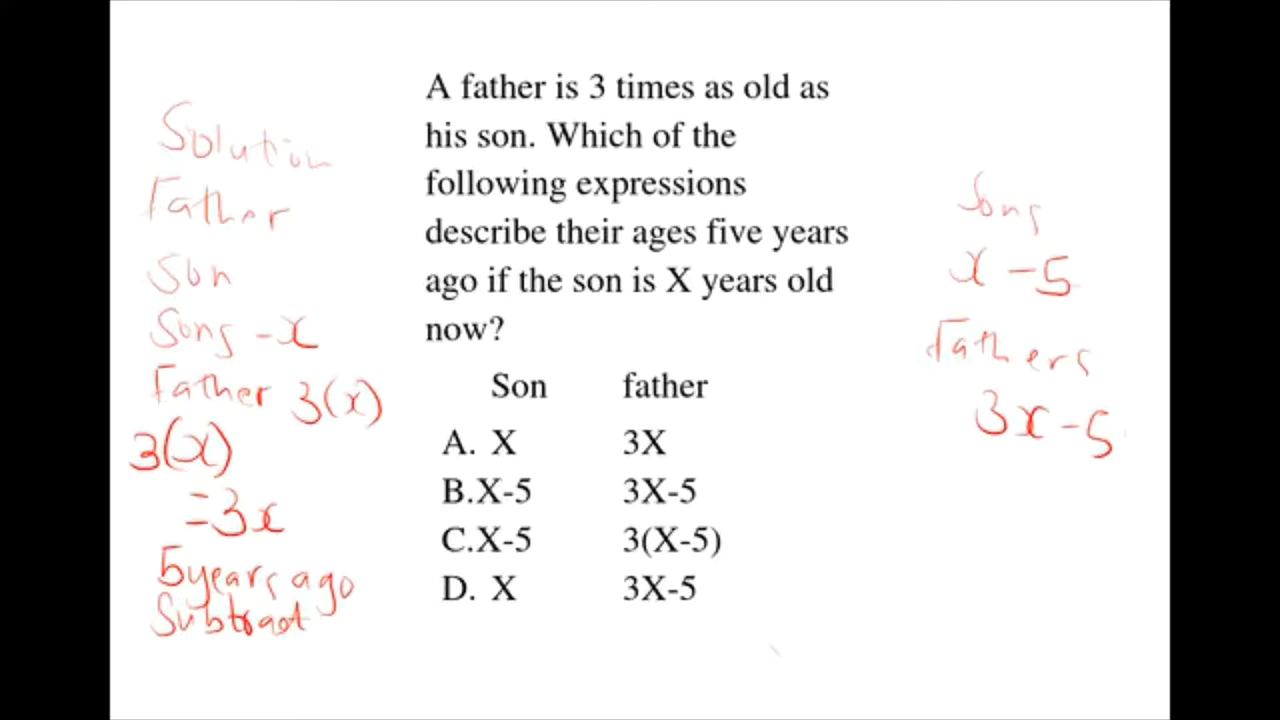 Solution
Father
Son
Sons - x
Father 3(x)
3(x)
=3x
5years ago
Subtract
A father is 3 times as old as
his son. Which of the
following expressions
describe their ages five years
ago if the son is X years old
now?
Son father
A. X 3X
B.X-5 3X-5
C.X-5 3(X-5)
D. X 3X-5
Sons
x - 5
Fathers
3x - 5